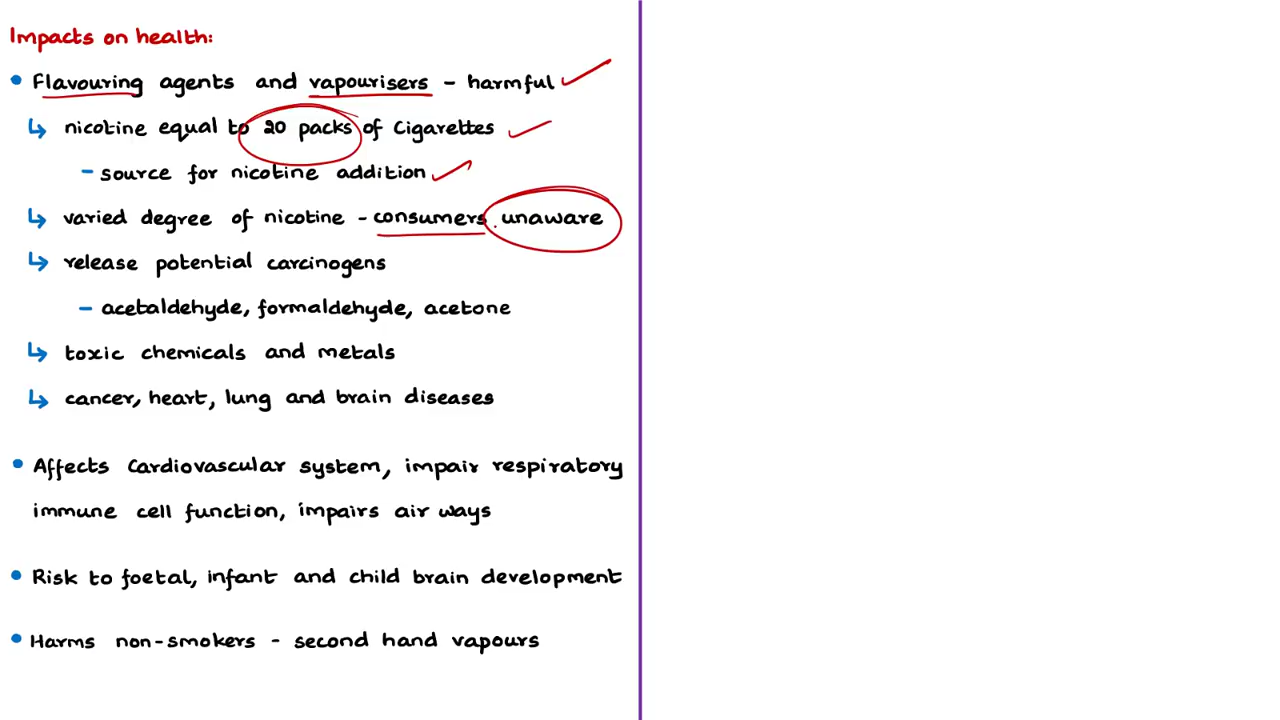 Impacts on health:
• Flavouring agents and vapourisers - harmful
↳ nicotine equal to 20 packs of Cigarettes
- source for nicotine addition
↳ varied degree of nicotine - consumers unaware
↳ release potential carcinogens
- acetaldehyde, formaldehyde, acetone
↳ toxic chemicals and metals
↳ cancer, heart, lung and brain diseases
• Affects Cardiovascular system, impair respiratory
immune cell function, impairs air ways
• Risk to foetal, infant and child brain development
• Harms non-smokers - second hand vapours